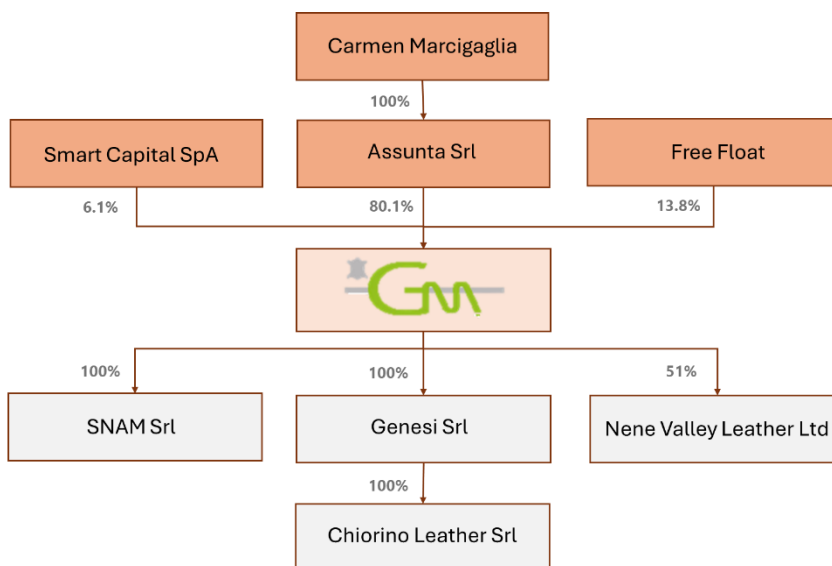 Carmen Marcigaglia
100%
Smart Capital SpA
Assunta Srl
Free Float
6.1%
80.1%
13.8%
GM
100%
100%
51%
SNAM Srl
Genesi Srl
Nene Valley Leather Ltd
100%
Chiorino Leather Srl